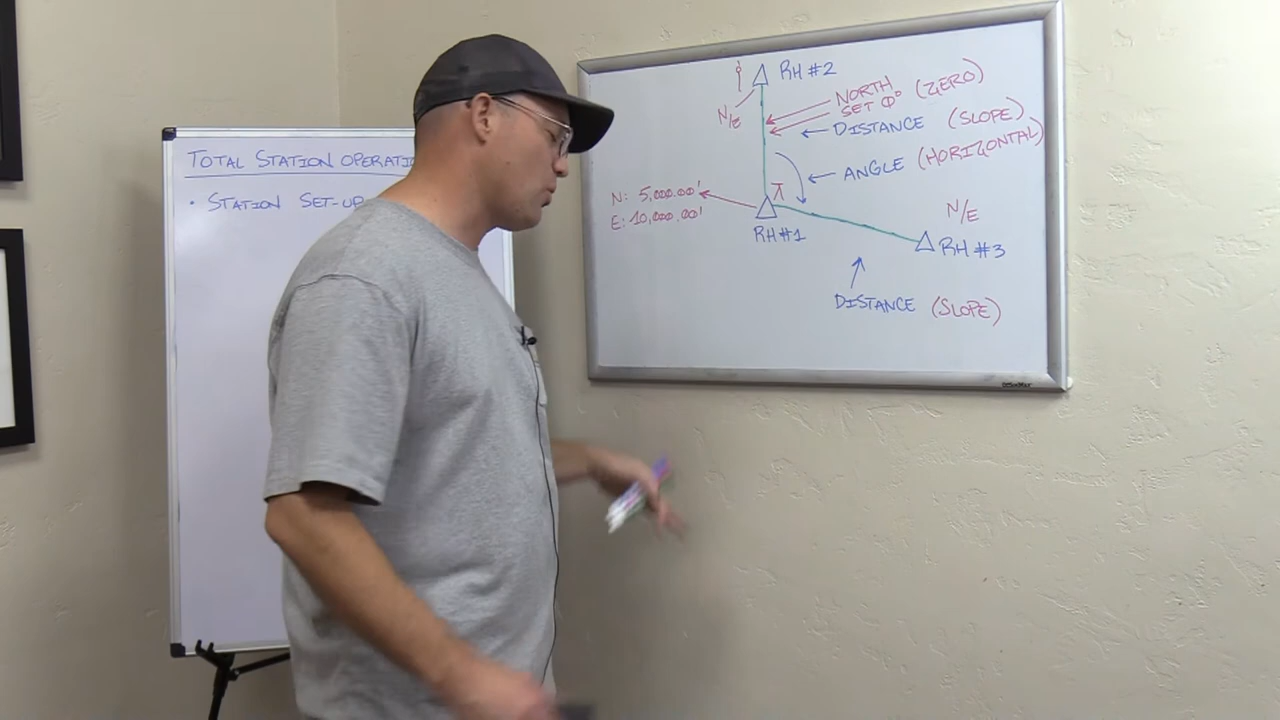 TOTAL STATION OPERATI
• STATION SET-UP
RH #2
N/E
NORTH
SET 0° (ZERO)
DISTANCE (SLOPE)
ANGLE (HORIZONTAL)
N: 5,000.00'
E: 10,000.00'
RH #1
N/E
RH #3
DISTANCE (SLOPE)